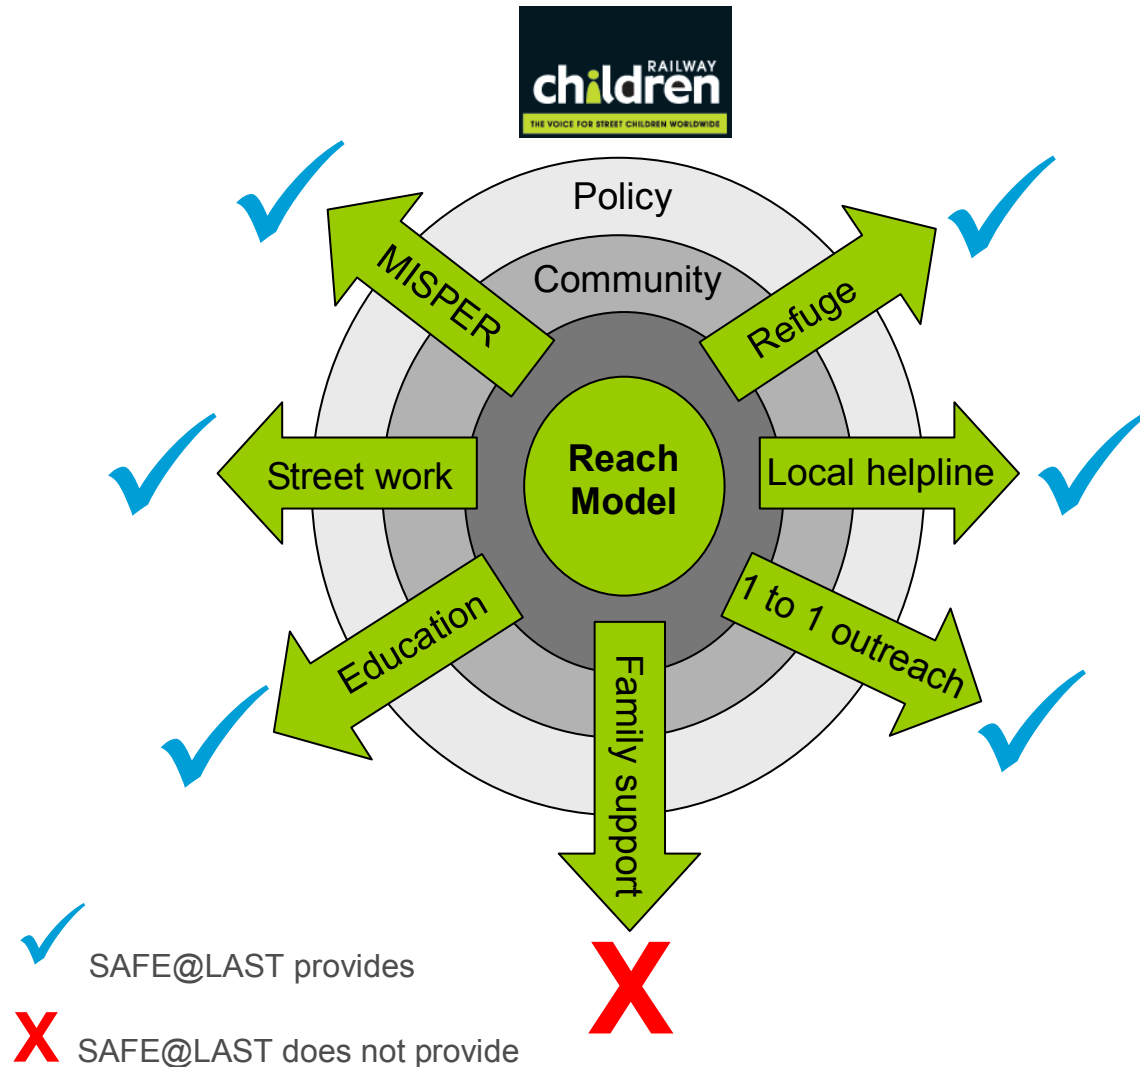 RAILWAY
children
THE VOICE FOR STREET CHILDREN WORLDWIDE
Policy
Community
MISPER
Refuge
Street work
Reach
Model
Local helpline
Education
1 to 1 outreach
Family support
X
SAFE@LAST provides
X SAFE@LAST does not provide